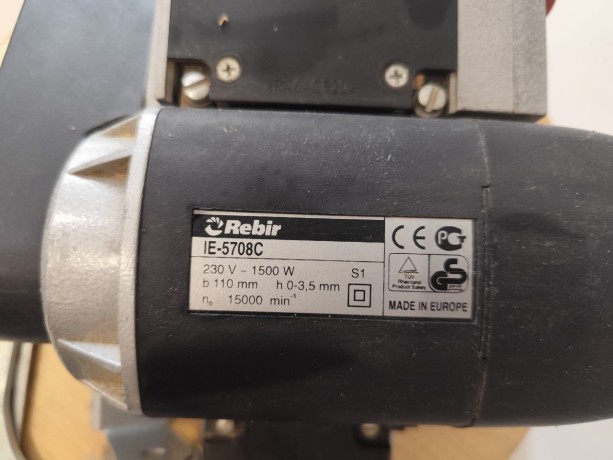 Rebir
IE-5708C
230 V ~ 1500 W S1
b 110 mm h 0-3,5 mm
n₀ 15000 min⁻¹
CE PG
TÜV
Rheinland
Product Safety
GS
MADE IN EUROPE